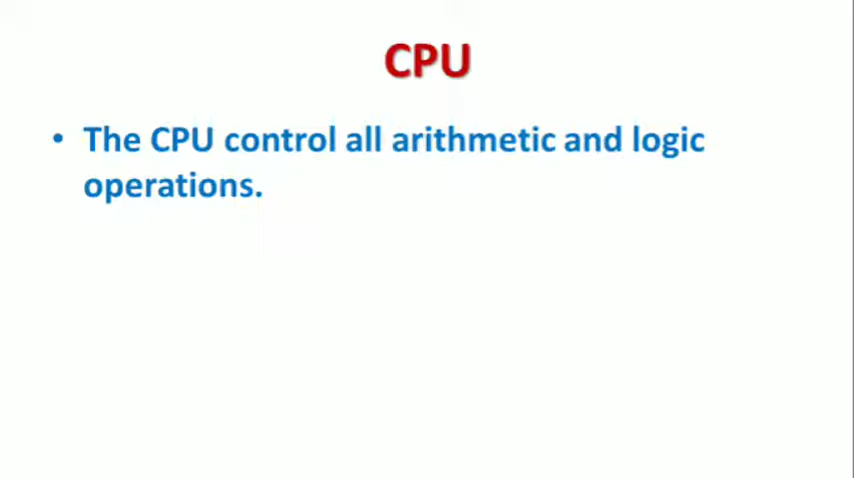 CPU
• The CPU control all arithmetic and logic
operations.